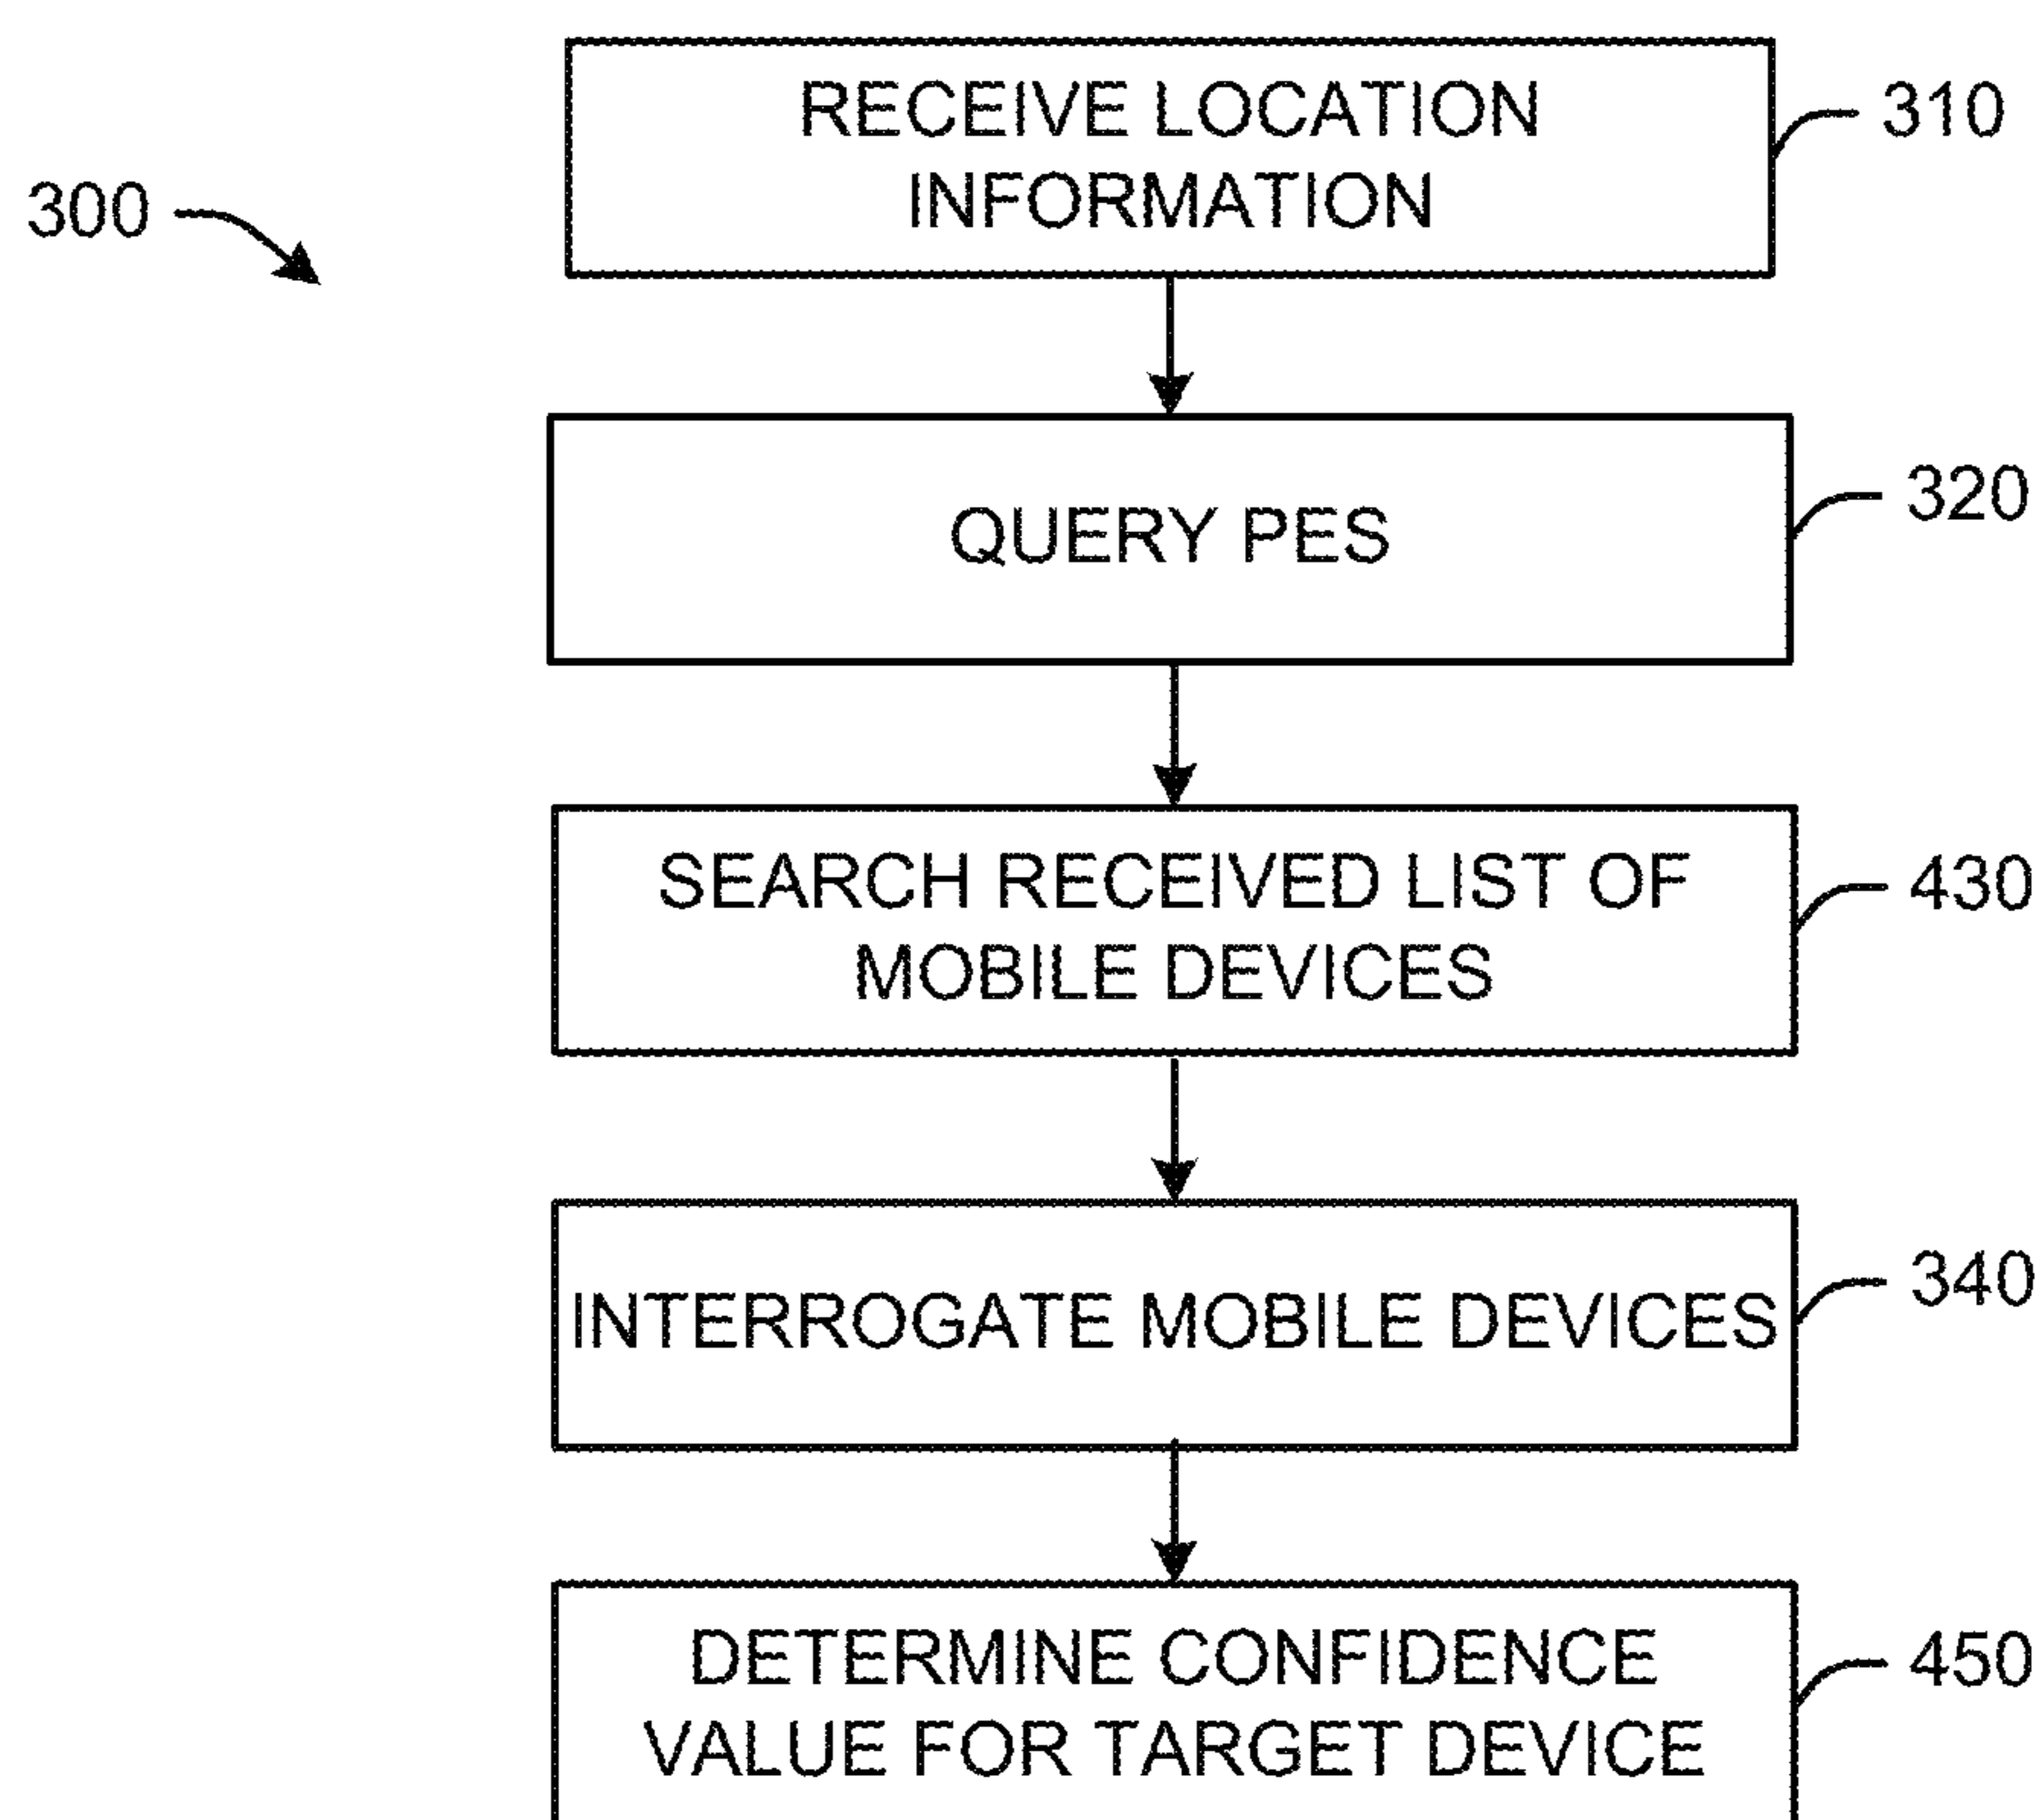 RECEIVE LOCATION
INFORMATION
310
300
QUERY PES
320
SEARCH RECEIVED LIST OF
MOBILE DEVICES
430
INTERROGATE MOBILE DEVICES
340
DETERMINE CONFIDENCE
VALUE FOR TARGET DEVICE
450